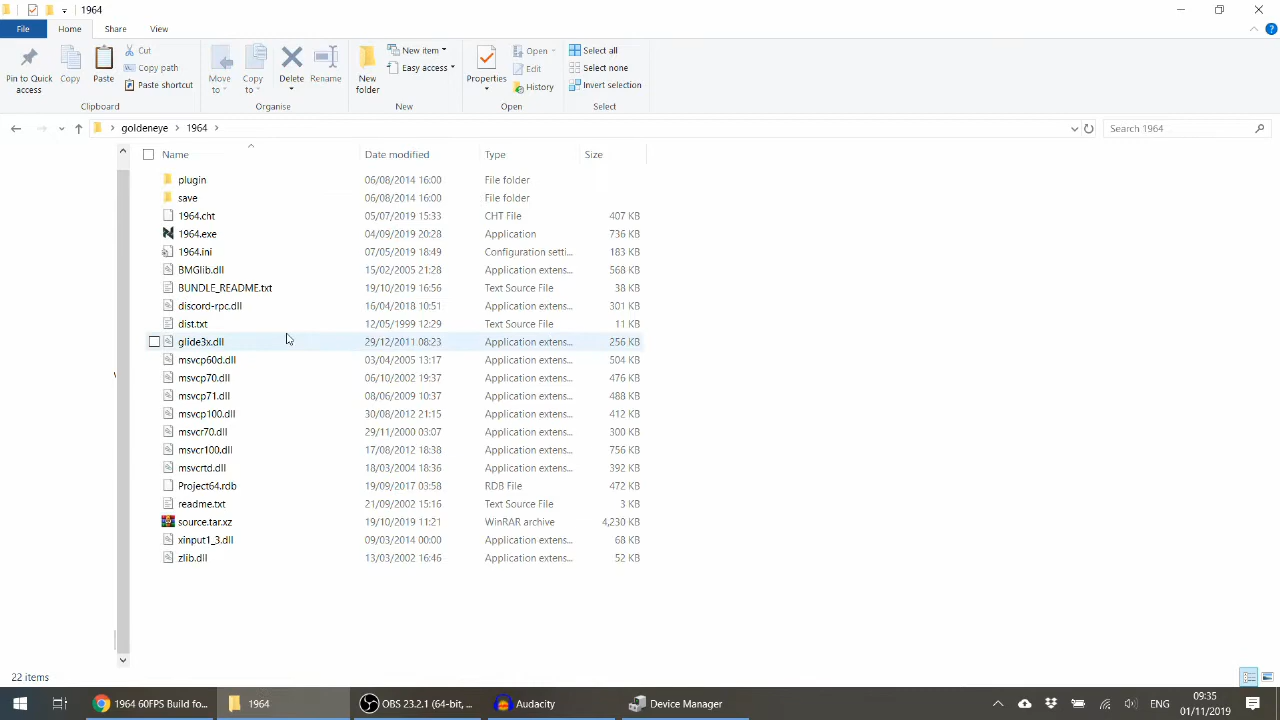 1964
File Home Share View
Pin to Quick access
Copy
Paste
Cut
Copy path
Paste shortcut
Clipboard
Move to
Copy to
Delete
Rename
Organise
New folder
New item
Easy access
New
Properties
Open
Edit
History
Open
Select all
Select none
Invert selection
Select
goldeneye > 1964 >
Search 1964
Name Date modified Type Size
plugin 06/08/2014 16:00 File folder
save 06/08/2014 16:00 File folder
1964.cht 05/07/2019 15:33 CHT File 407 KB
1964.exe 04/09/2019 20:28 Application 736 KB
1964.ini 07/05/2019 18:49 Configuration setti... 183 KB
BMGlib.dll 15/02/2005 21:28 Application extens... 568 KB
BUNDLE_README.txt 19/10/2019 16:56 Text Source File 38 KB
discord-rpc.dll 16/04/2018 10:51 Application extens... 301 KB
dist.txt 12/05/1999 12:29 Text Source File 11 KB
glide3x.dll 29/12/2011 08:23 Application extens... 256 KB
msvcp60d.dll 03/04/2005 13:17 Application extens... 504 KB
msvcp70.dll 06/10/2002 19:37 Application extens... 476 KB
msvcp71.dll 08/06/2009 10:37 Application extens... 488 KB
msvcp100.dll 30/08/2012 21:15 Application extens... 412 KB
msvcr70.dll 29/11/2000 03:07 Application extens... 300 KB
msvcr100.dll 17/08/2012 18:38 Application extens... 756 KB
msvcrtd.dll 18/03/2004 18:36 Application extens... 392 KB
Project64.rdb 19/09/2017 03:58 RDB File 472 KB
readme.txt 21/09/2002 15:16 Text Source File 3 KB
source.tar.xz 19/10/2019 11:21 WinRAR archive 4,230 KB
xinput1_3.dll 09/03/2014 00:00 Application extens... 68 KB
zlib.dll 13/03/2002 16:46 Application extens... 52 KB
22 items
1964 60FPS Build fo... 1964 OBS 23.2.1 (64-bit, ... Audacity Device Manager ENG 09:35
01/11/2019